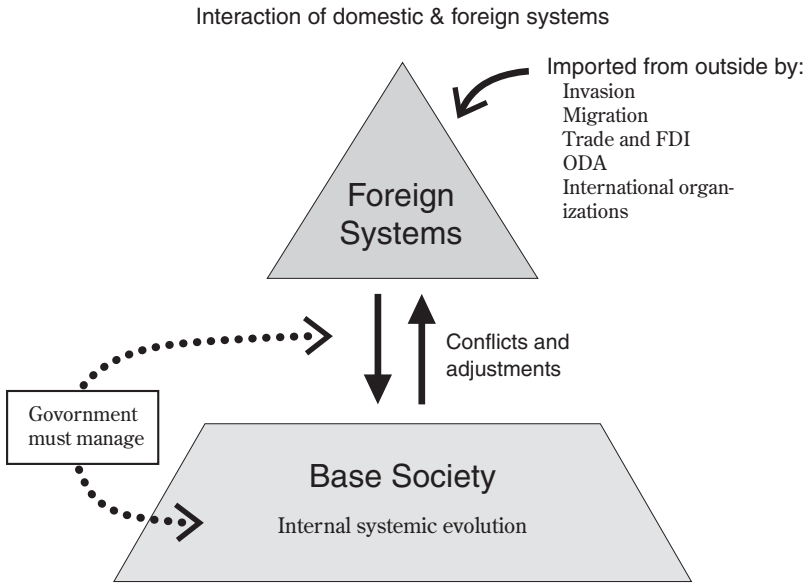 Interaction of domestic & foreign systems
Imported from outside by:
Invasion
Migration
Trade and FDI
ODA
International organ-
izations
Foreign
Systems
Conflicts and
adjustments
Govornment
must manage
Base Society
Internal systemic evolution